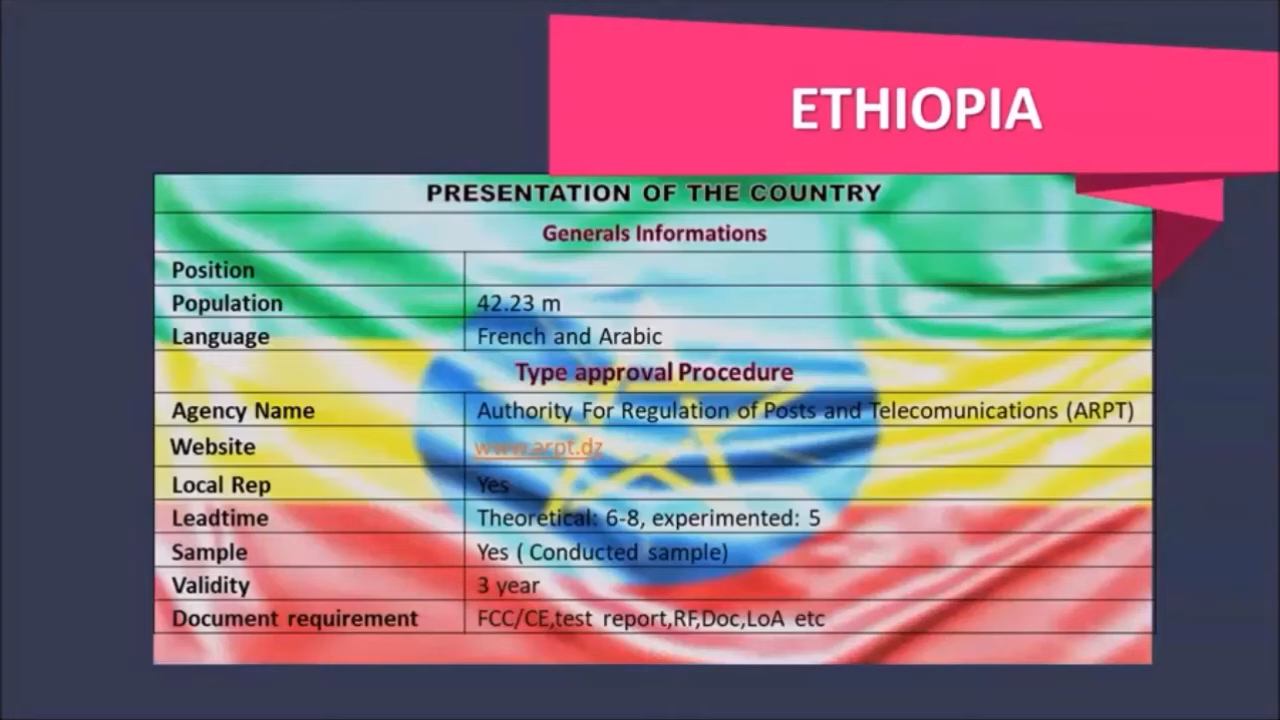 ETHIOPIA
PRESENTATION OF THE COUNTRY
Generals Informations
Position
Population 42.23 m
Language French and Arabic
Type approval Procedure
Agency Name Authority For Regulation of Posts and Telecomunications (ARPT)
Website www.arpt.dz
Local Rep Yes
Leadtime Theoretical: 6-8, experimented: 5
Sample Yes ( Conducted sample)
Validity 3 year
Document requirement FCC/CE,test report,RF,Doc,LoA etc